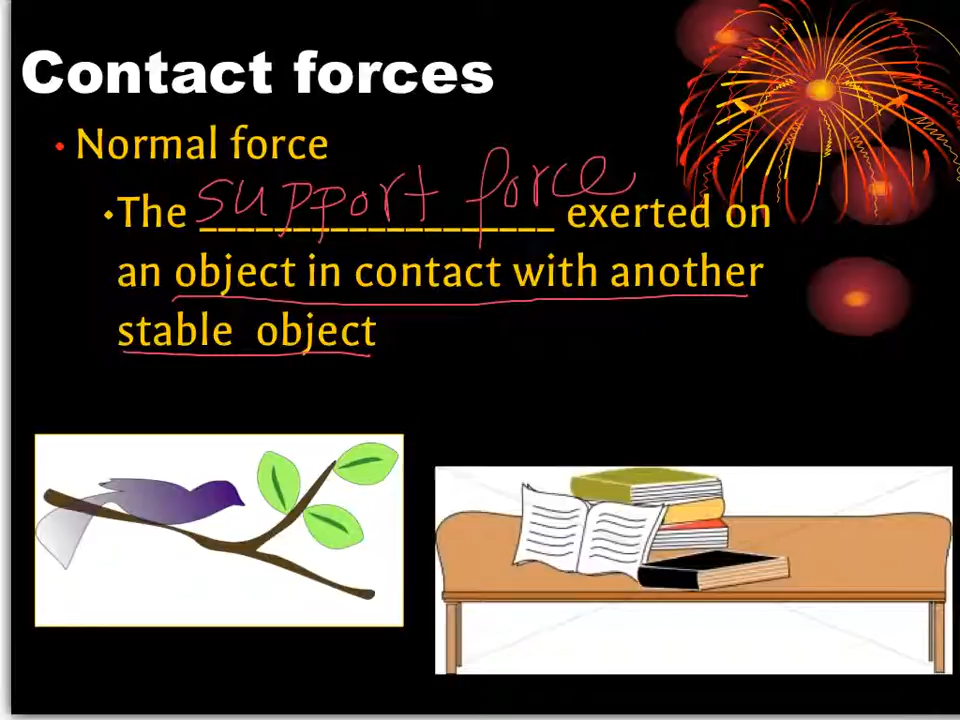 Contact forces
• Normal force
•The support force exerted on
an object in contact with another
stable object